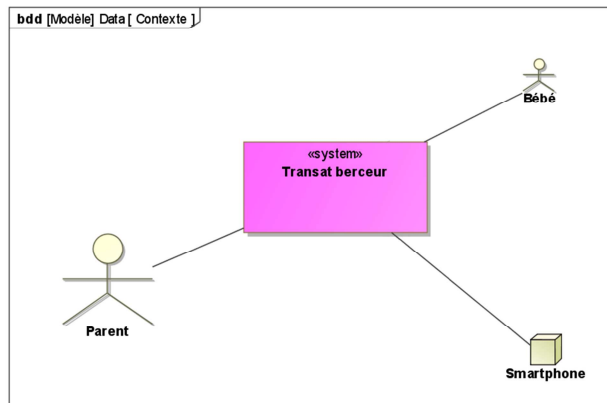 bdd [Modèle] Data [ Contexte ]
Bébé
«system»
Transat berceur
Parent
Smartphone